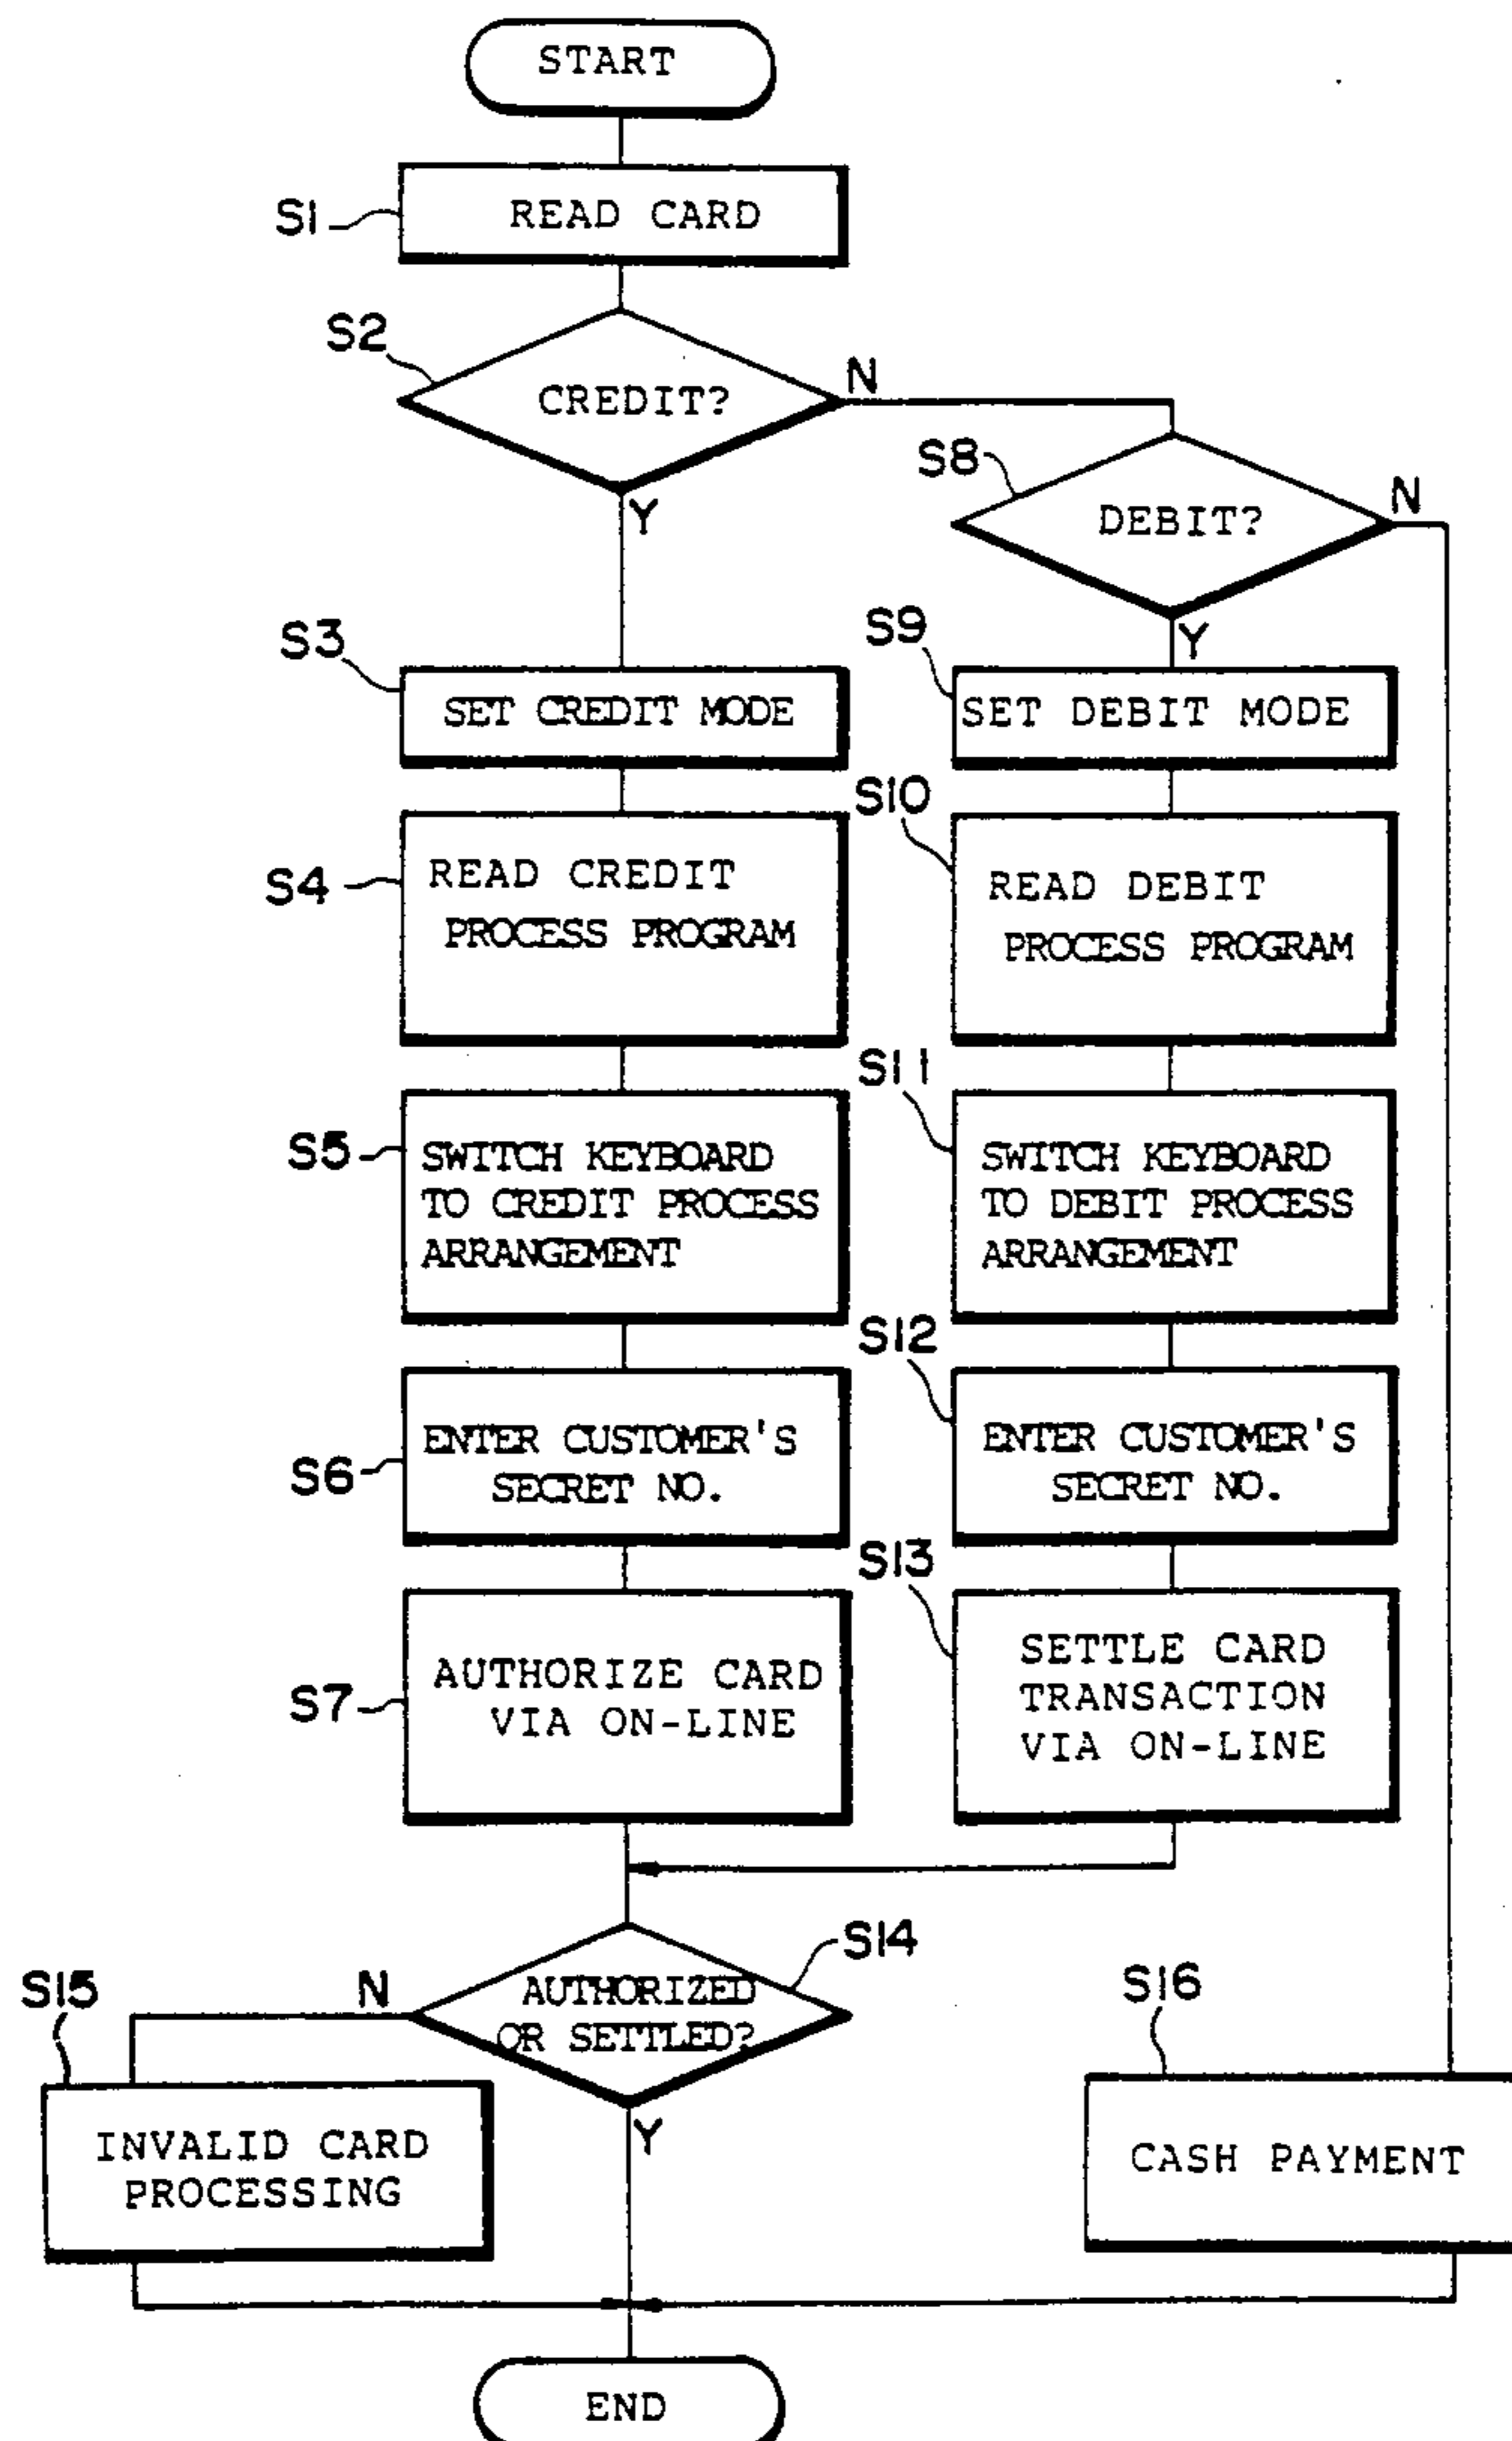 START
S1
READ CARD
S2
CREDIT?
N
Y
S8
DEBIT?
N
Y
S3
SET CREDIT MODE
S9
SET DEBIT MODE
S4
READ CREDIT
PROCESS PROGRAM
S10
READ DEBIT
PROCESS PROGRAM
S5
SWITCH KEYBOARD
TO CREDIT PROCESS
ARRANGEMENT
S11
SWITCH KEYBOARD
TO DEBIT PROCESS
ARRANGEMENT
S6
ENTER CUSTOMER'S
SECRET NO.
S12
ENTER CUSTOMER'S
SECRET NO.
S7
AUTHORIZE CARD
VIA ON-LINE
S13
SETTLE CARD
TRANSACTION
VIA ON-LINE
S14
AUTHORIZED
OR SETTLED?
N
Y
S15
INVALID CARD
PROCESSING
S16
CASH PAYMENT
END